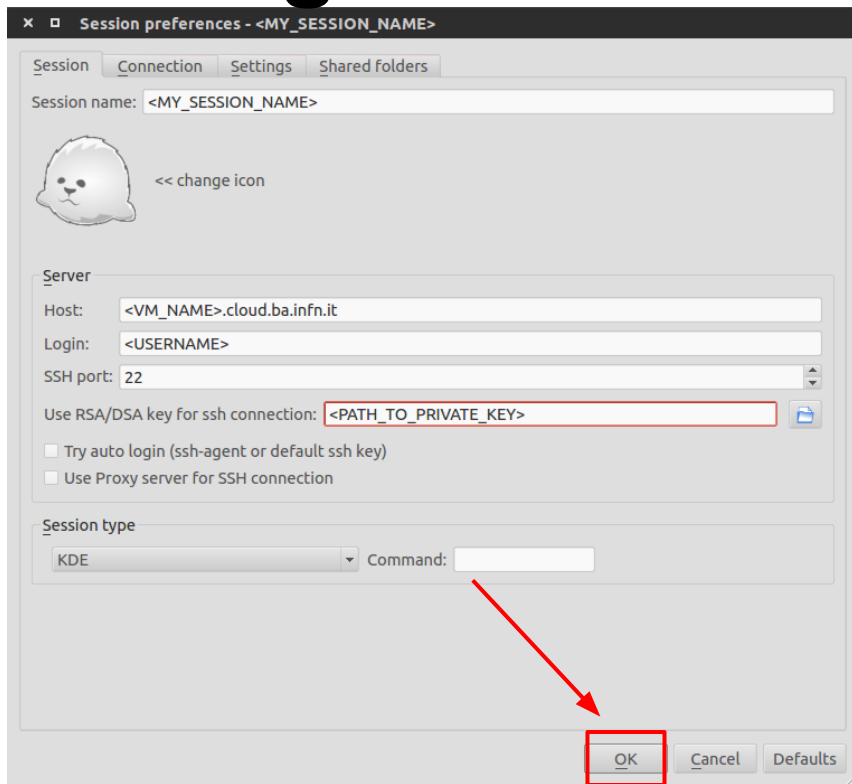 Session preferences - <MY_SESSION_NAME>
Session Connection Settings Shared folders
Session name: <MY_SESSION_NAME>
<< change icon
Server
Host: <VM_NAME>.cloud.ba.infn.it
Login: <USERNAME>
SSH port: 22
Use RSA/DSA key for ssh connection: <PATH_TO_PRIVATE_KEY>
Try auto login (ssh-agent or default ssh key)
Use Proxy server for SSH connection
Session type
KDE Command:
OK Cancel Defaults